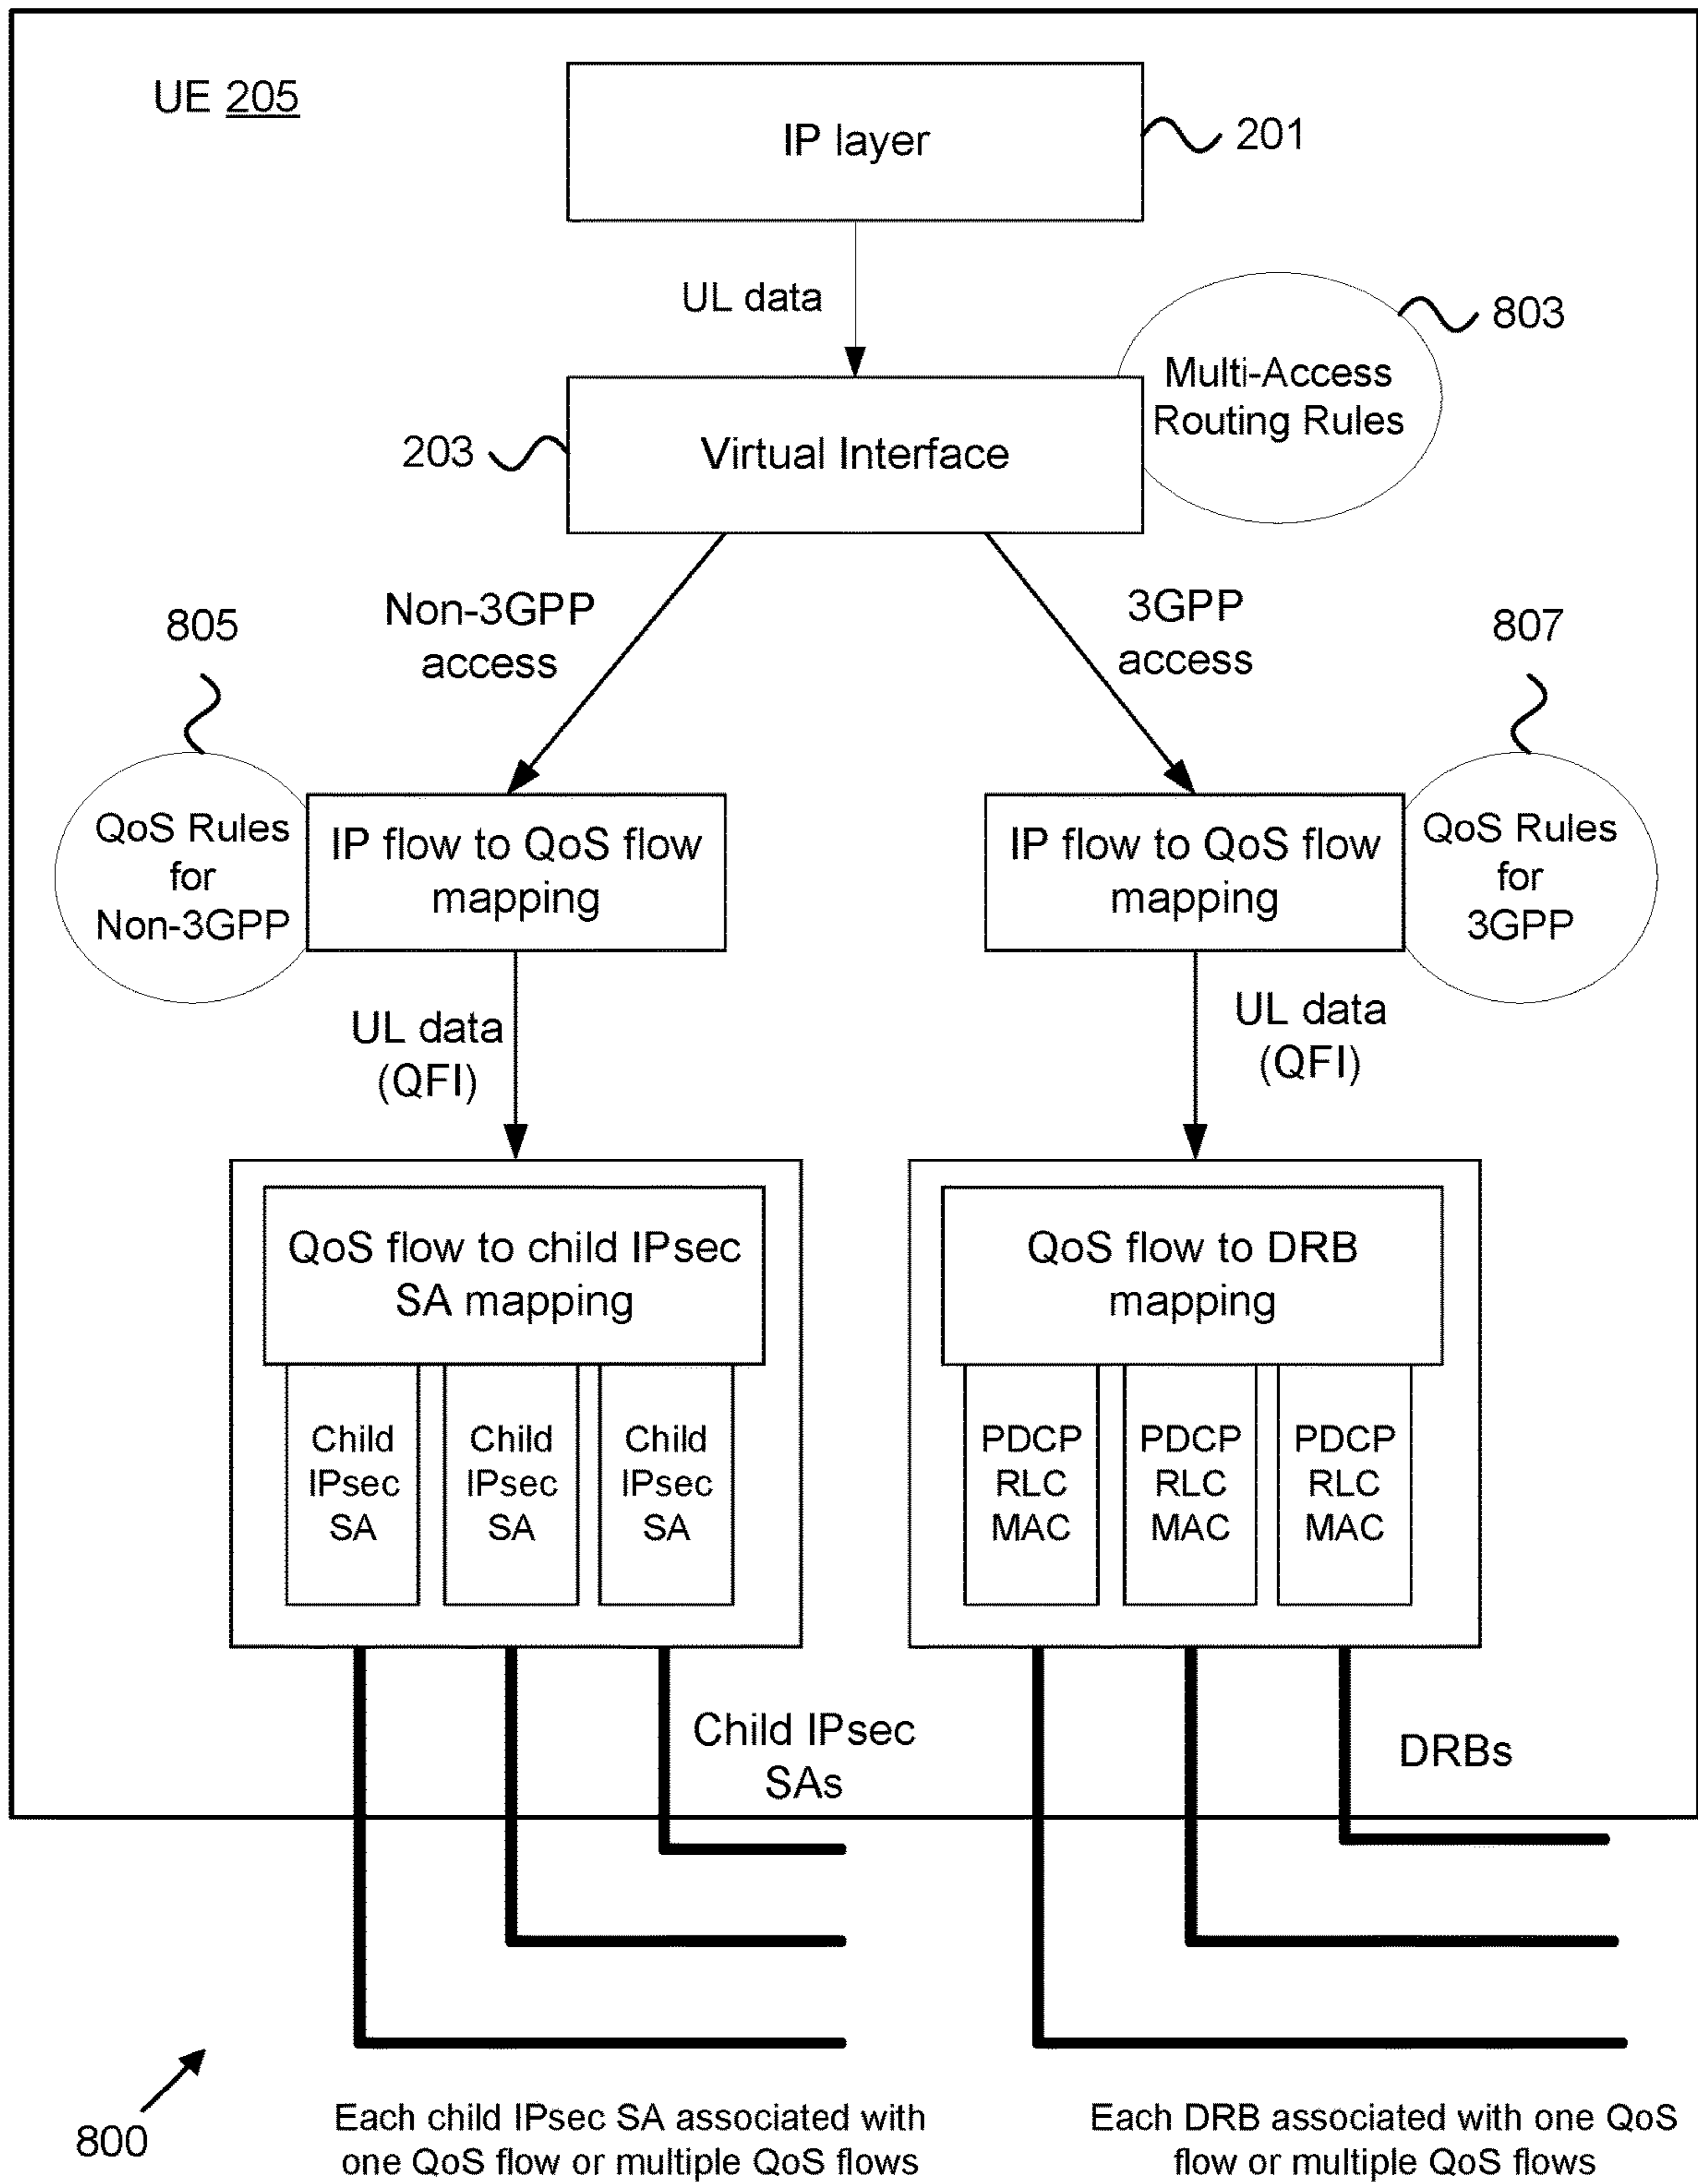 UE 205
IP layer
201
UL data
803
Multi-Access
Routing Rules
203
Virtual Interface
Non-3GPP
access
3GPP
access
805
807
QoS Rules
for
Non-3GPP
IP flow to QoS flow
mapping
IP flow to QoS flow
mapping
QoS Rules
for
3GPP
UL data
(QFI)
UL data
(QFI)
QoS flow to child IPsec
SA mapping
QoS flow to DRB
mapping
Child
IPsec
SA
Child
IPsec
SA
Child
IPsec
SA
PDCP
RLC
MAC
PDCP
RLC
MAC
PDCP
RLC
MAC
Child IPsec
SAs
DRBs
800
Each child IPsec SA associated with
one QoS flow or multiple QoS flows
Each DRB associated with one QoS
flow or multiple QoS flows